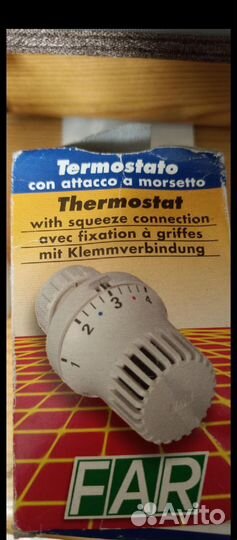 Termostato
con attacco a morsetto
Thermostat
with squeeze connection
avec fixation à griffes
mit Klemmverbindung
1 2 3 4
FAR
Avito